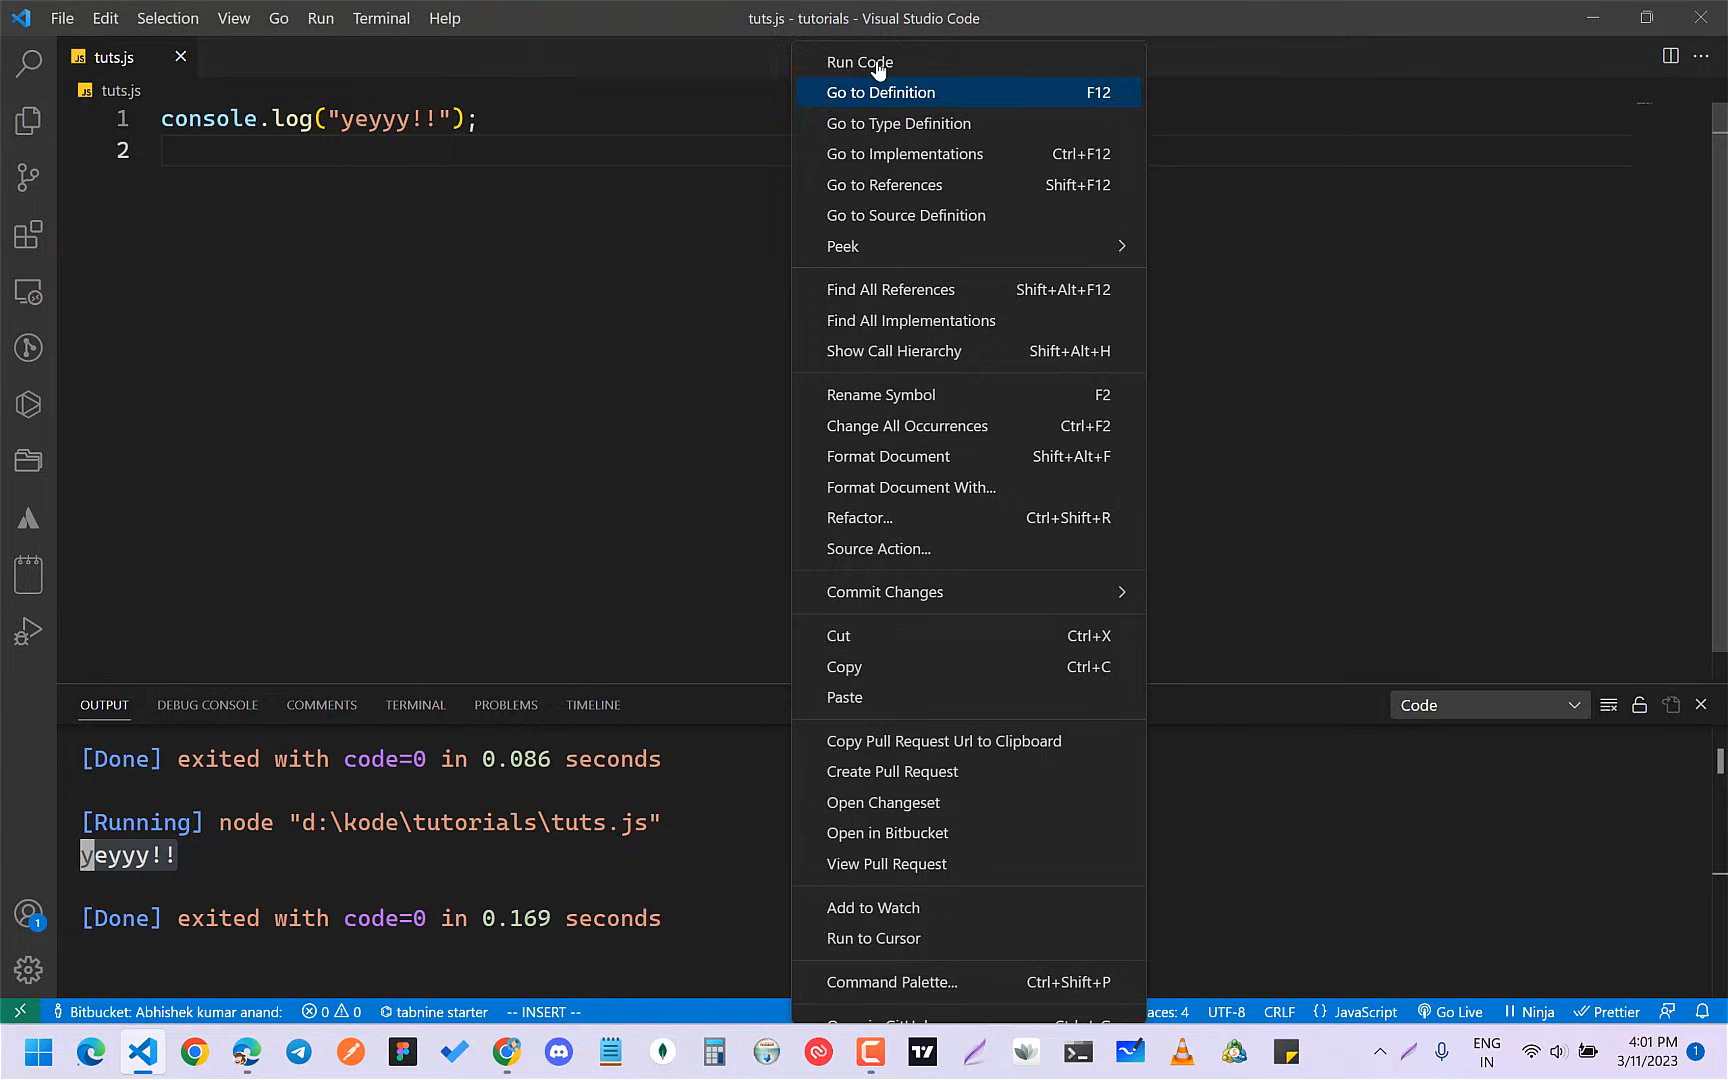 File Edit Selection View Go Run Terminal Help
tuts.js - tutorials - Visual Studio Code
JS tuts.js
JS tuts.js
1 console.log("yeyyy!!");
2
Run Code
Go to Definition F12
Go to Type Definition
Go to Implementations Ctrl+F12
Go to References Shift+F12
Go to Source Definition
Peek
Find All References Shift+Alt+F12
Find All Implementations
Show Call Hierarchy Shift+Alt+H
Rename Symbol F2
Change All Occurrences Ctrl+F2
Format Document Shift+Alt+F
Format Document With...
Refactor... Ctrl+Shift+R
Source Action...
Commit Changes
Cut Ctrl+X
Copy Ctrl+C
Paste
Copy Pull Request Url to Clipboard
Create Pull Request
Open Changeset
Open in Bitbucket
View Pull Request
Add to Watch
Run to Cursor
Command Palette... Ctrl+Shift+P
OUTPUT DEBUG CONSOLE COMMENTS TERMINAL PROBLEMS TIMELINE
Code
[Done] exited with code=0 in 0.086 seconds
[Running] node "d:\kode\tutorials\tuts.js"
yeyyy!!
[Done] exited with code=0 in 0.169 seconds
1
Bitbucket: Abhishek kumar anand: 0 0 tabnine starter -- INSERT --
aces: 4 UTF-8 CRLF {} JavaScript Go Live Ninja Prettier
ENG
IN
4:01 PM
3/11/2023
1